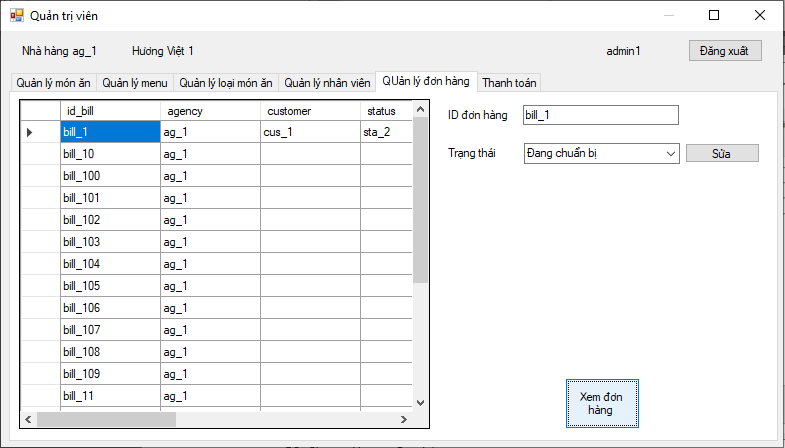 Quản trị viên
Nhà hàng ag_1 Hương Việt 1 admin1 Đăng xuất
Quản lý món ăn Quản lý menu Quản lý loại món ăn Quản lý nhân viên QUản lý đơn hàng Thanh toán
id_bill agency customer status
bill_1 ag_1 cus_1 sta_2
bill_10 ag_1
bill_100 ag_1
bill_101 ag_1
bill_102 ag_1
bill_103 ag_1
bill_104 ag_1
bill_105 ag_1
bill_106 ag_1
bill_107 ag_1
bill_108 ag_1
bill_109 ag_1
bill_11 ag_1
ID đơn hàng bill_1
Trạng thái Đang chuẩn bị Sửa
Xem đơn
hàng